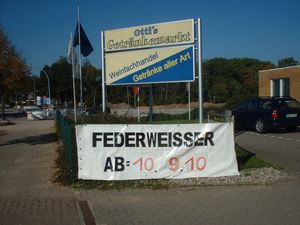 Otti's
Getränkemarkt
Weinfachhandel
Getränke aller Art
FEDERWEISSER
AB: 10. 9. 10